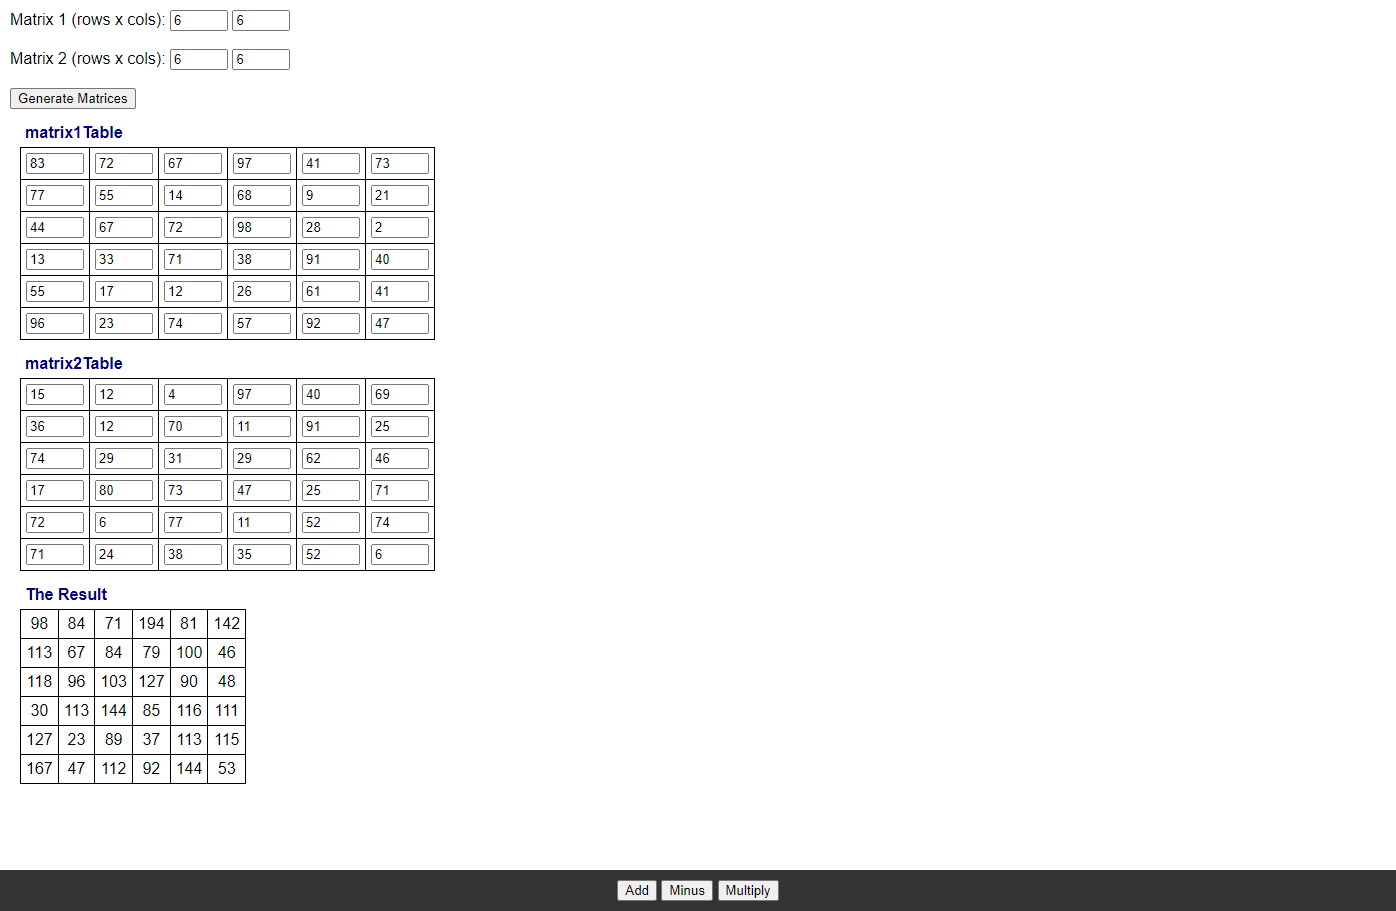 Matrix 1 (rows x cols): 6 6
Matrix 2 (rows x cols): 6 6
Generate Matrices
matrix1Table
83 72 67 97 41 73
77 55 14 68 9 21
44 67 72 98 28 2
13 33 71 38 91 40
55 17 12 26 61 41
96 23 74 57 92 47
matrix2Table
15 12 4 97 40 69
36 12 70 11 91 25
74 29 31 29 62 46
17 80 73 47 25 71
72 6 77 11 52 74
71 24 38 35 52 6
The Result
98 84 71 194 81 142
113 67 84 79 100 46
118 96 103 127 90 48
30 113 144 85 116 111
127 23 89 37 113 115
167 47 112 92 144 53
Add Minus Multiply